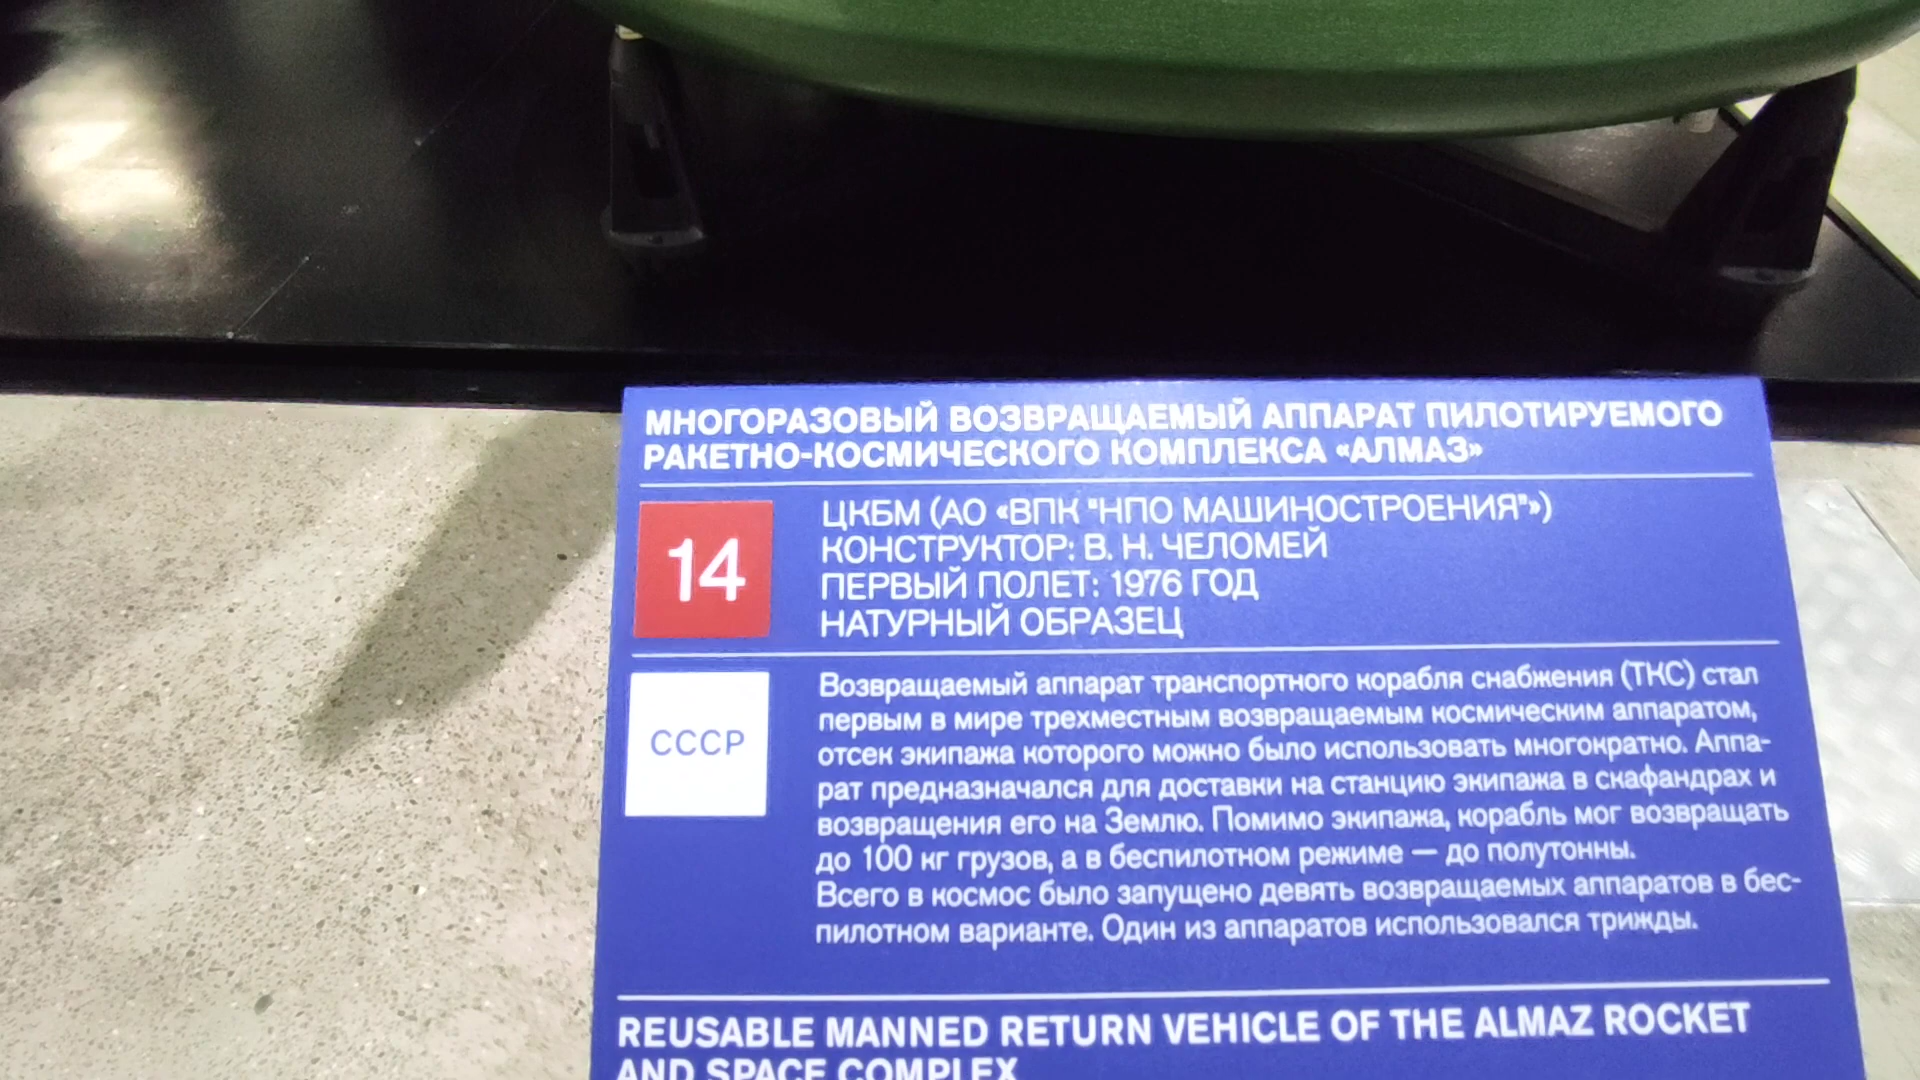 МНОГОРАЗОВЫЙ ВОЗВРАЩАЕМЫЙ АППАРАТ ПИЛОТИРУЕМОГО
РАКЕТНО-КОСМИЧЕСКОГО КОМПЛЕКСА «АЛМАЗ»
14
ЦКБМ (АО «ВПК "НПО МАШИНОСТРОЕНИЯ"»)
КОНСТРУКТОР: В. Н. ЧЕЛОМЕЙ
ПЕРВЫЙ ПОЛЕТ: 1976 ГОД
НАТУРНЫЙ ОБРАЗЕЦ
СССР
Возвращаемый аппарат транспортного корабля снабжения (ТКС) стал
первым в мире трехместным возвращаемым космическим аппаратом,
отсек экипажа которого можно было использовать многократно. Аппа-
рат предназначался для доставки на станцию экипажа в скафандрах и
возвращения его на Землю. Помимо экипажа, корабль мог возвращать
до 100 кг грузов, а в беспилотном режиме — до полутонны.
Всего в космос было запущено девять возвращаемых аппаратов в бес-
пилотном варианте. Один из аппаратов использовался трижды.
REUSABLE MANNED RETURN VEHICLE OF THE ALMAZ ROCKET
AND SPACE COMPLEX